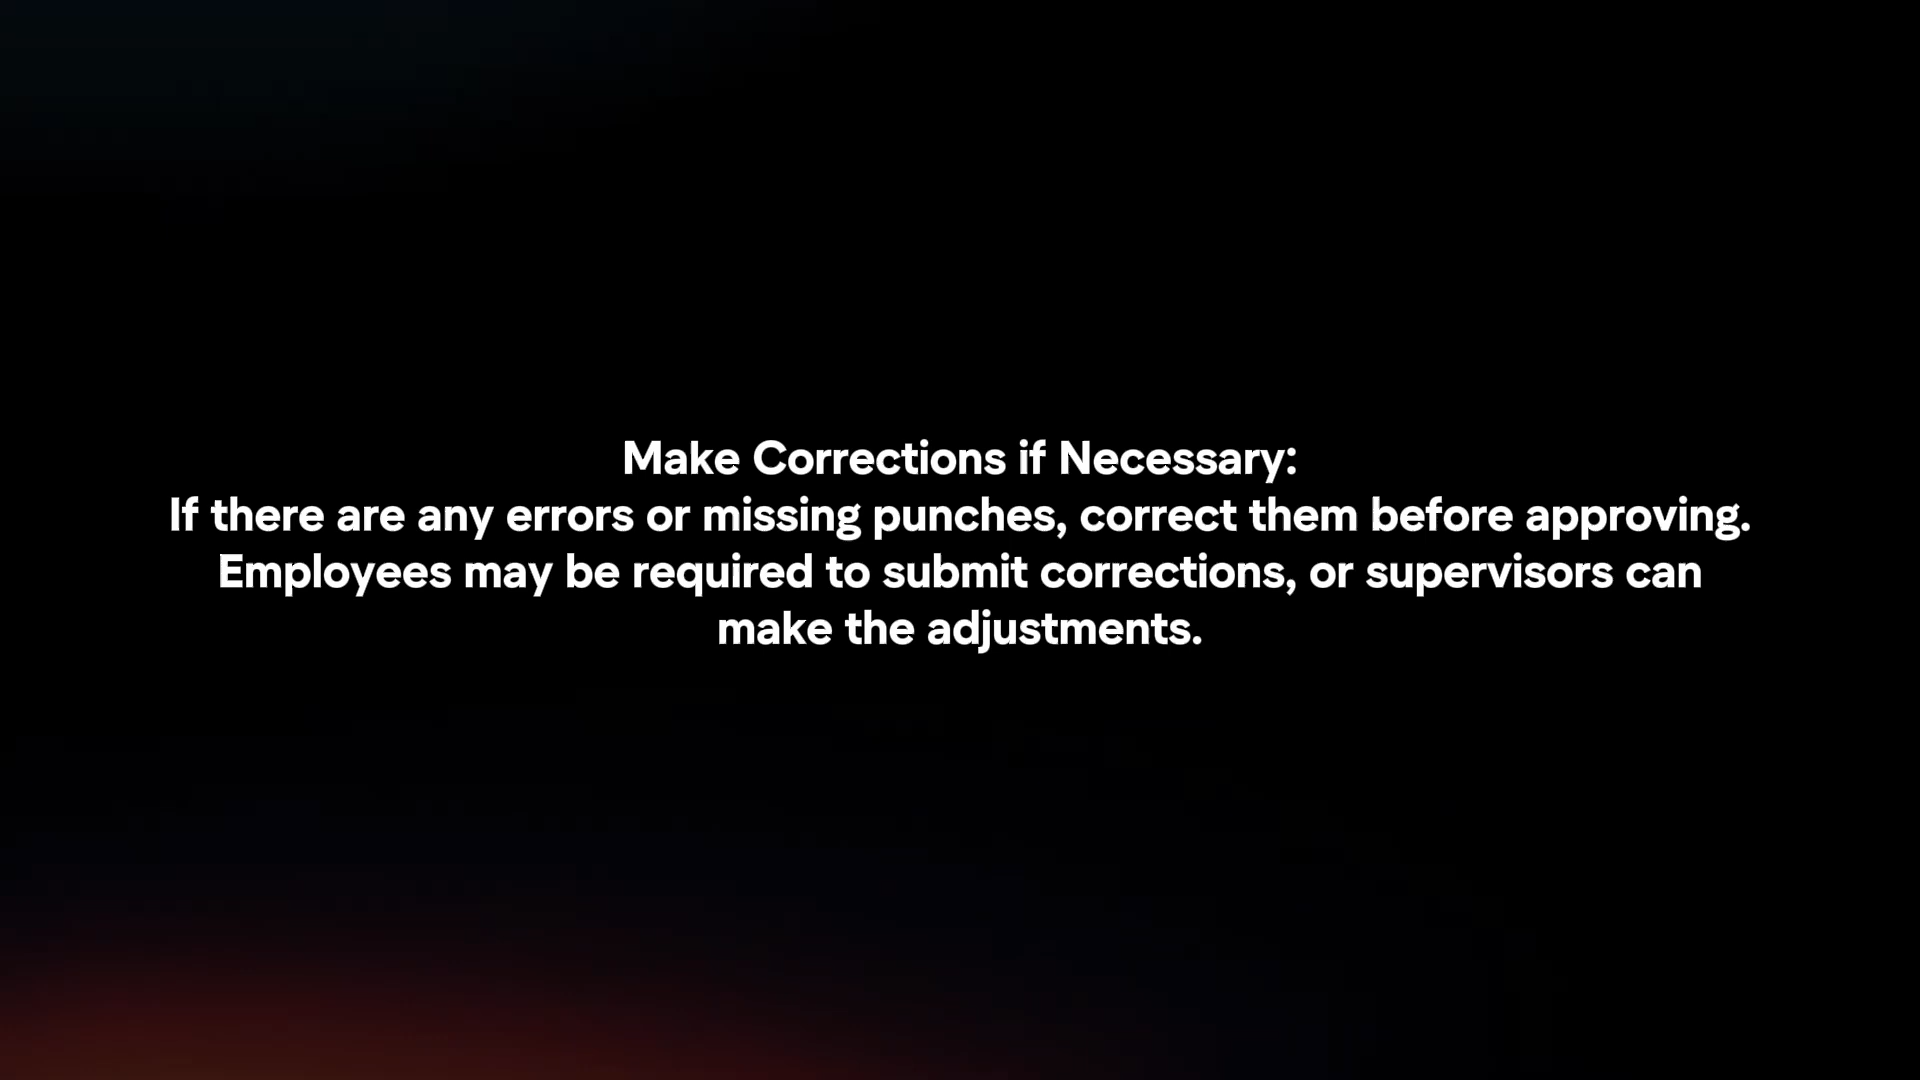 Make Corrections if Necessary:
If there are any errors or missing punches, correct them before approving.
Employees may be required to submit corrections, or supervisors can
make the adjustments.